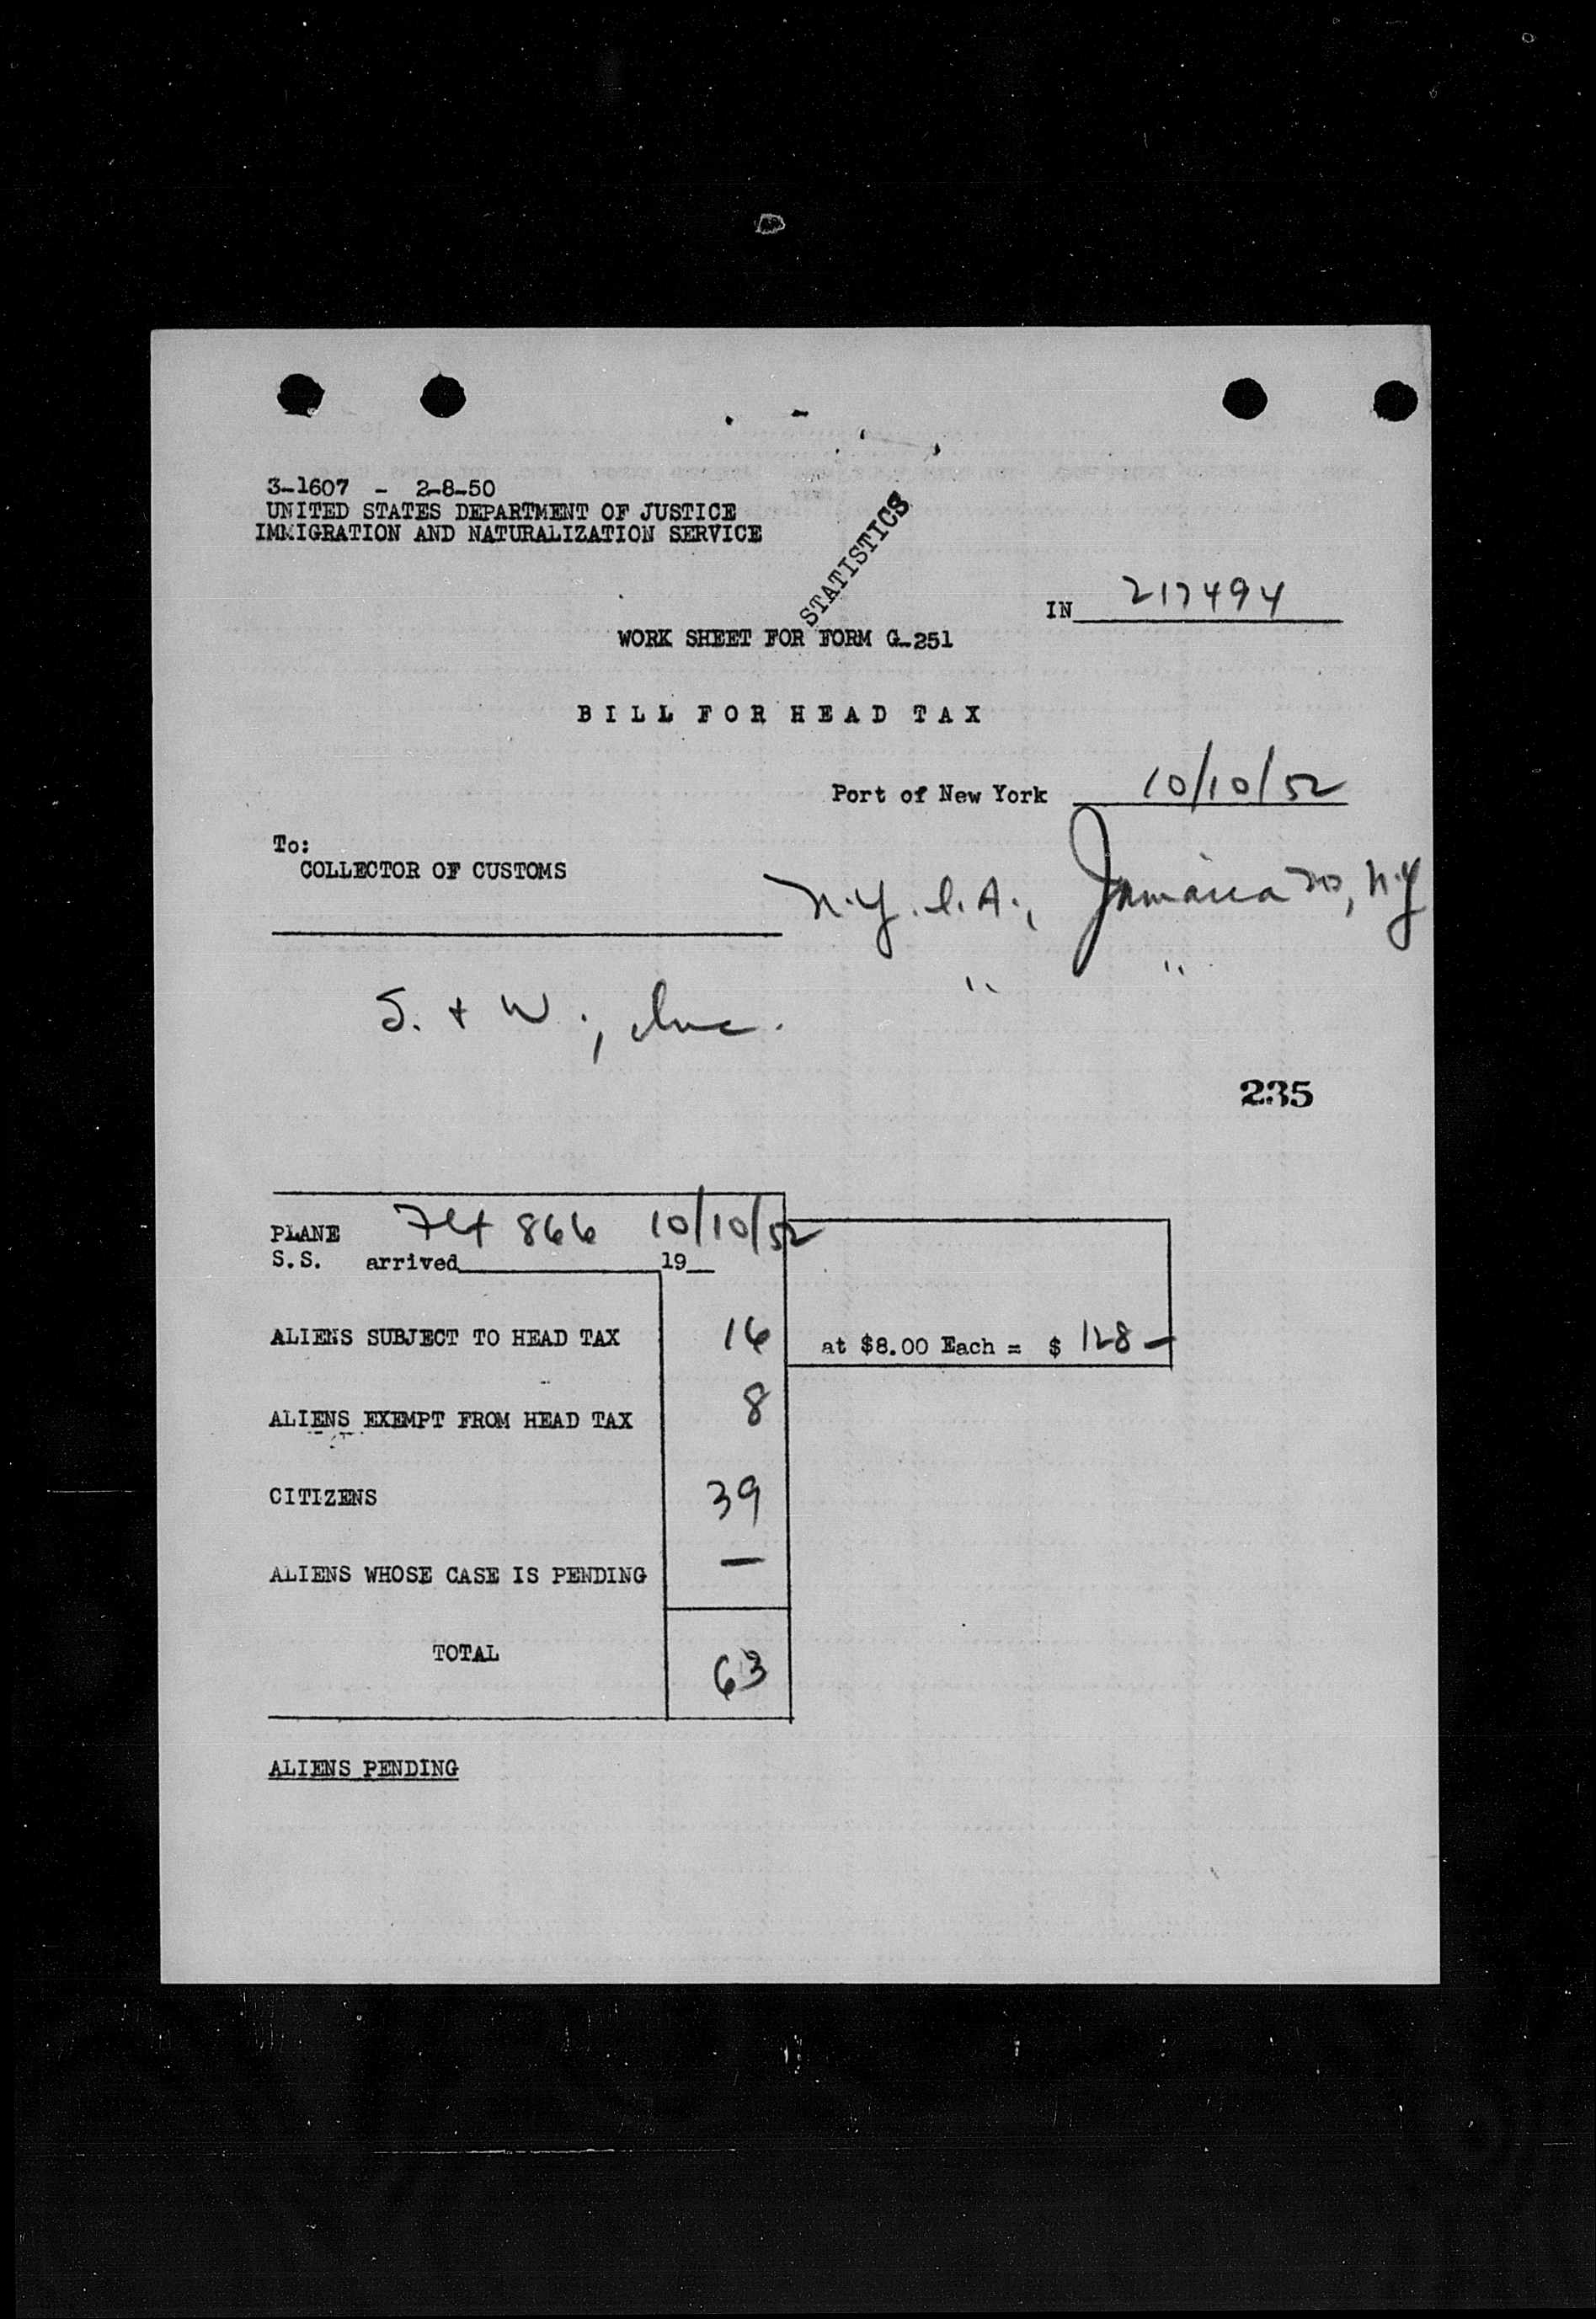 3-1607 - 2-8-50
UNITED STATES DEPARTMENT OF JUSTICE
IMMIGRATION AND NATURALIZATION SERVICE
STATISTICS
IN 217494
WORK SHEET FOR FORM G-251
BILL FOR HEAD TAX
Port of New York 10/10/52
To:
COLLECTOR OF CUSTOMS
N.Y.I.A., Jamaica 30, N.Y
" "
S. + W., Inc.
235
PLANE Flt 866 10/10/52
S.S. arrived 19
ALIENS SUBJECT TO HEAD TAX 16 at $8.00 Each = $ 128 —
ALIENS EXEMPT FROM HEAD TAX 8
CITIZENS 39
ALIENS WHOSE CASE IS PENDING —
TOTAL 63
ALIENS PENDING